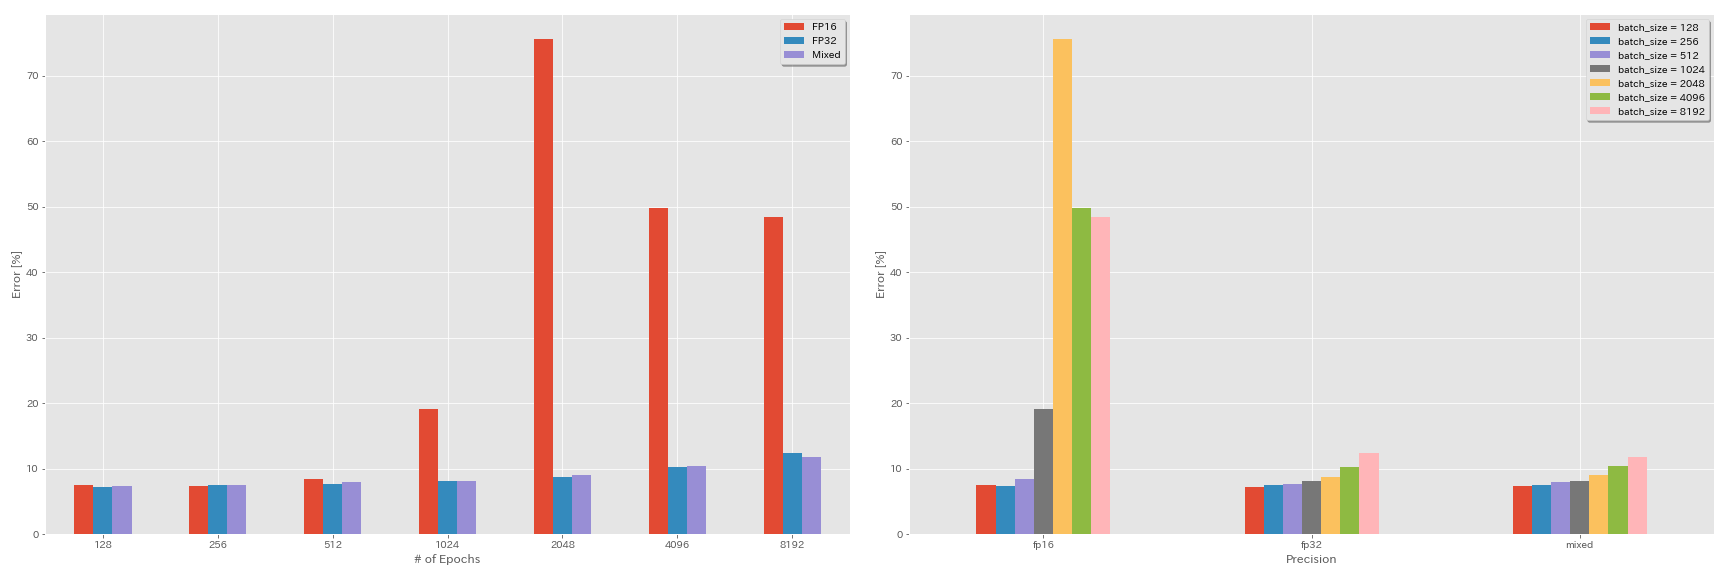 FP16
FP32
Mixed
70
60
50
40
30
20
10
0
Error [%]
128 256 512 1024 2048 4096 8192
# of Epochs
batch_size = 128
batch_size = 256
batch_size = 512
batch_size = 1024
batch_size = 2048
batch_size = 4096
batch_size = 8192
70
60
50
40
30
20
10
0
Error [%]
fp16 fp32 mixed
Precision